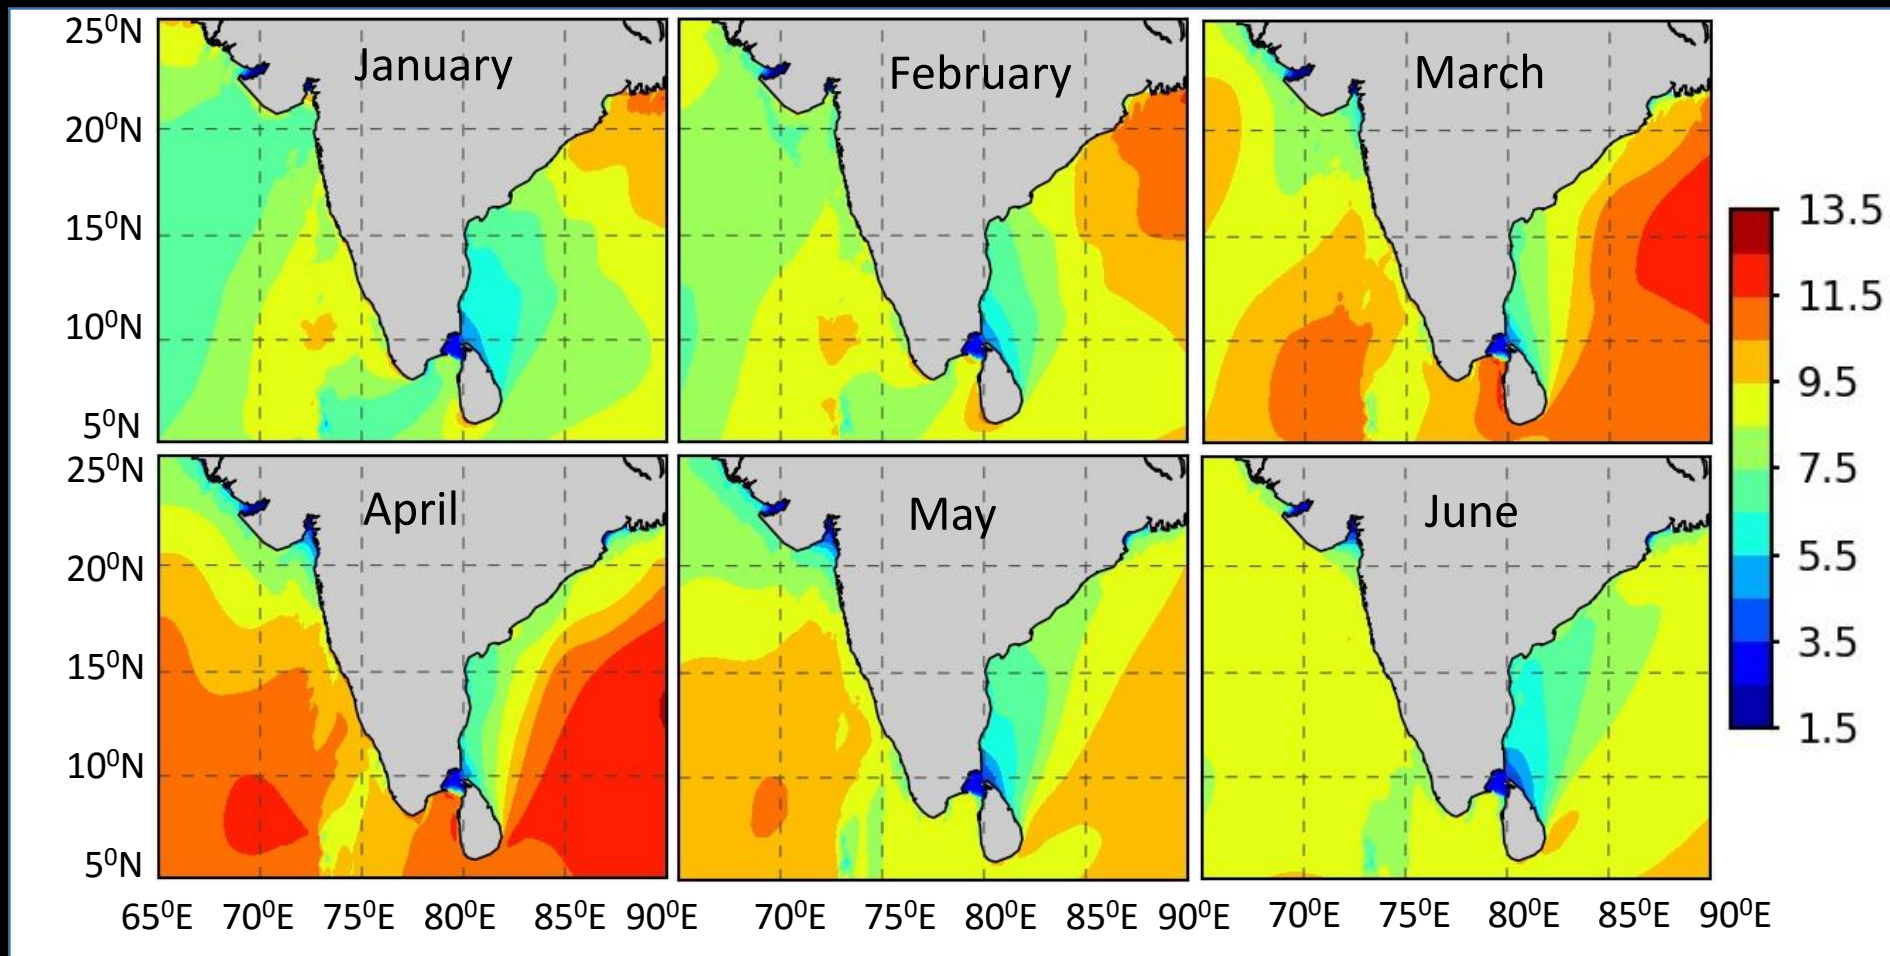 25⁰N
January
February
March
20⁰N
15⁰N
10⁰N
5⁰N
13.5
11.5
9.5
7.5
5.5
3.5
1.5
25⁰N
April
May
June
20⁰N
15⁰N
10⁰N
5⁰N
65⁰E 70⁰E 75⁰E 80⁰E 85⁰E 90⁰E 70⁰E 75⁰E 80⁰E 85⁰E 90⁰E 70⁰E 75⁰E 80⁰E 85⁰E 90⁰E